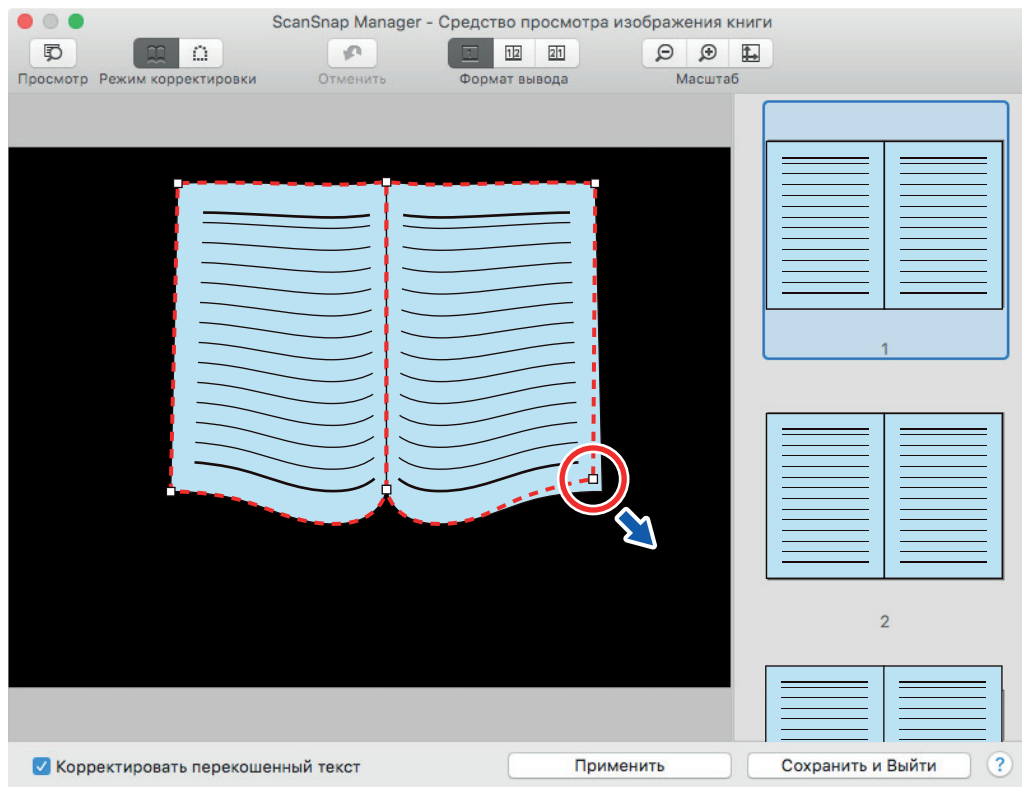 ScanSnap Manager - Средство просмотра изображения книги
Просмотр Режим корректировки Отменить Формат вывода Масштаб
1
2
Корректировать перекошенный текст
Применить
Сохранить и Выйти
?